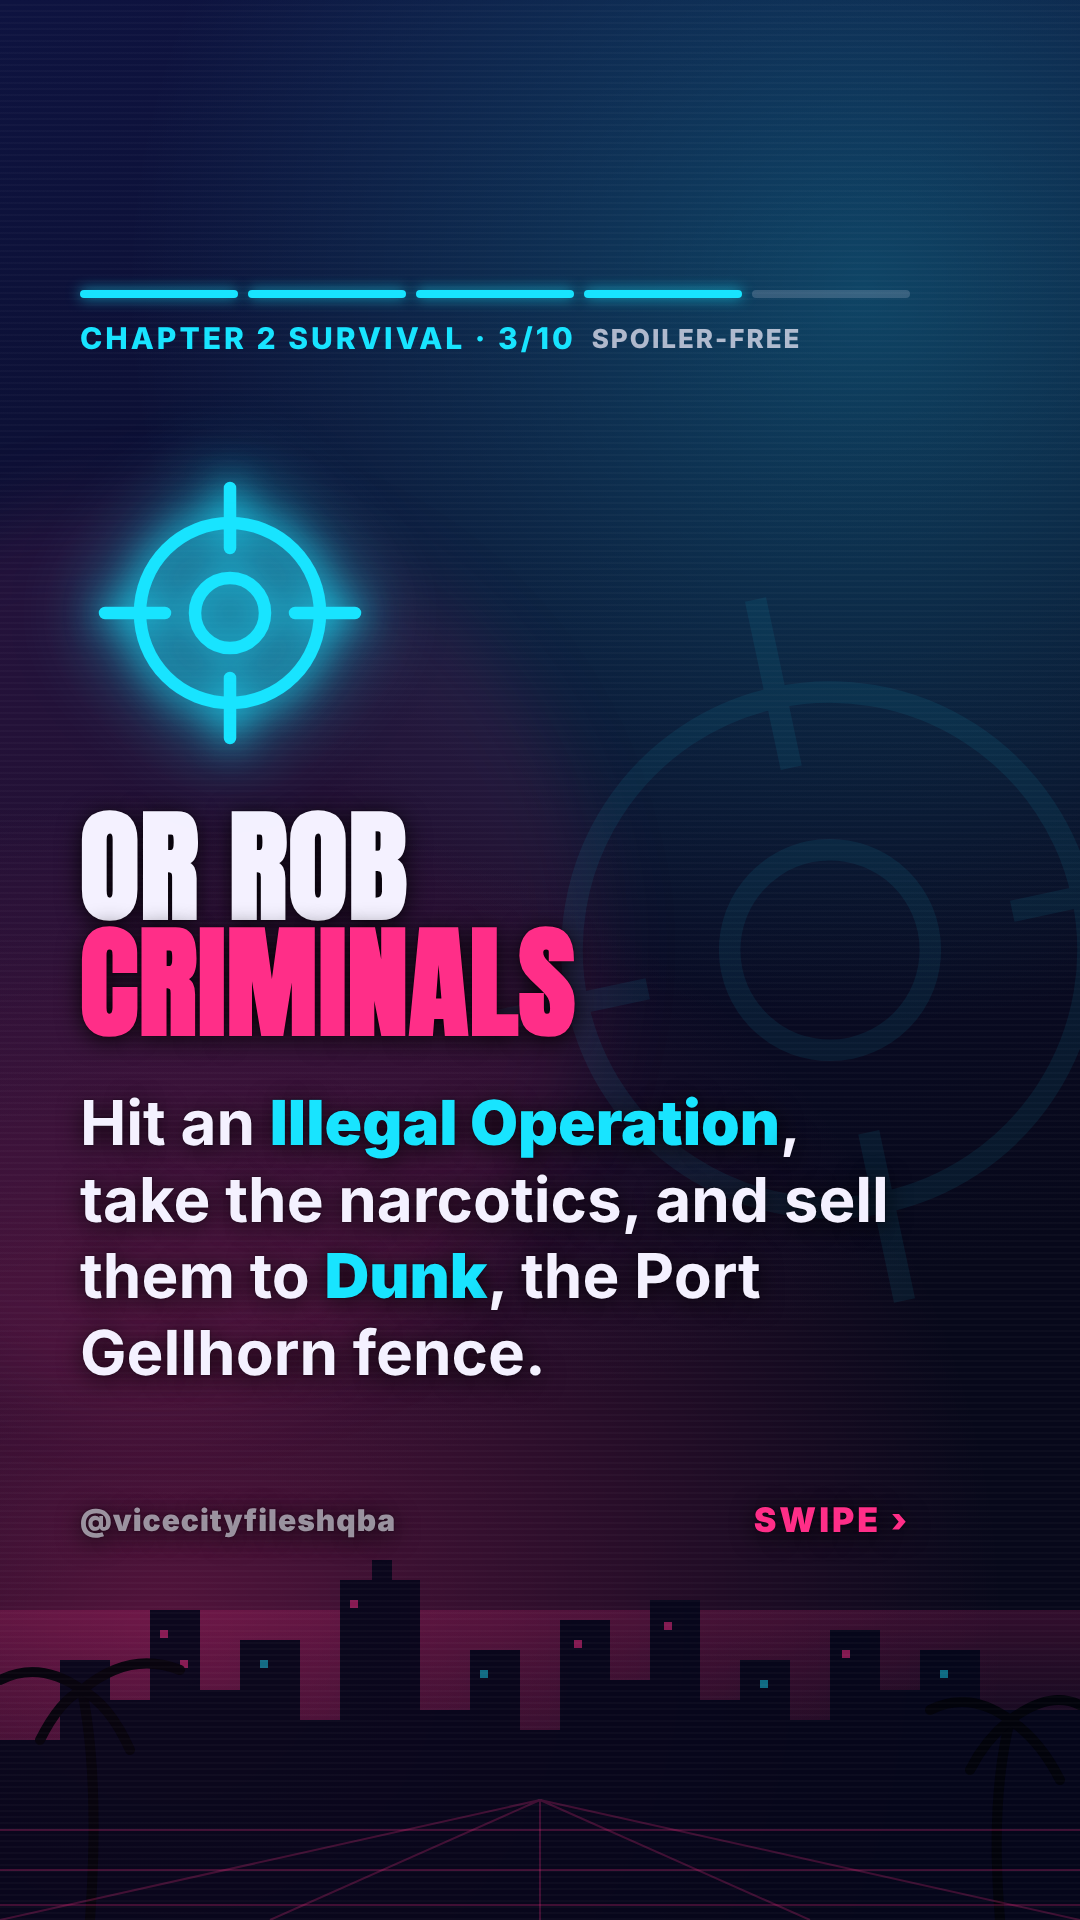 CHAPTER 2 SURVIVAL · 3/10 SPOILER-FREE
OR ROB
CRIMINALS
Hit an Illegal Operation,
take the narcotics, and sell
them to Dunk, the Port
Gellhorn fence.
@vicecityfileshqba
SWIPE ›